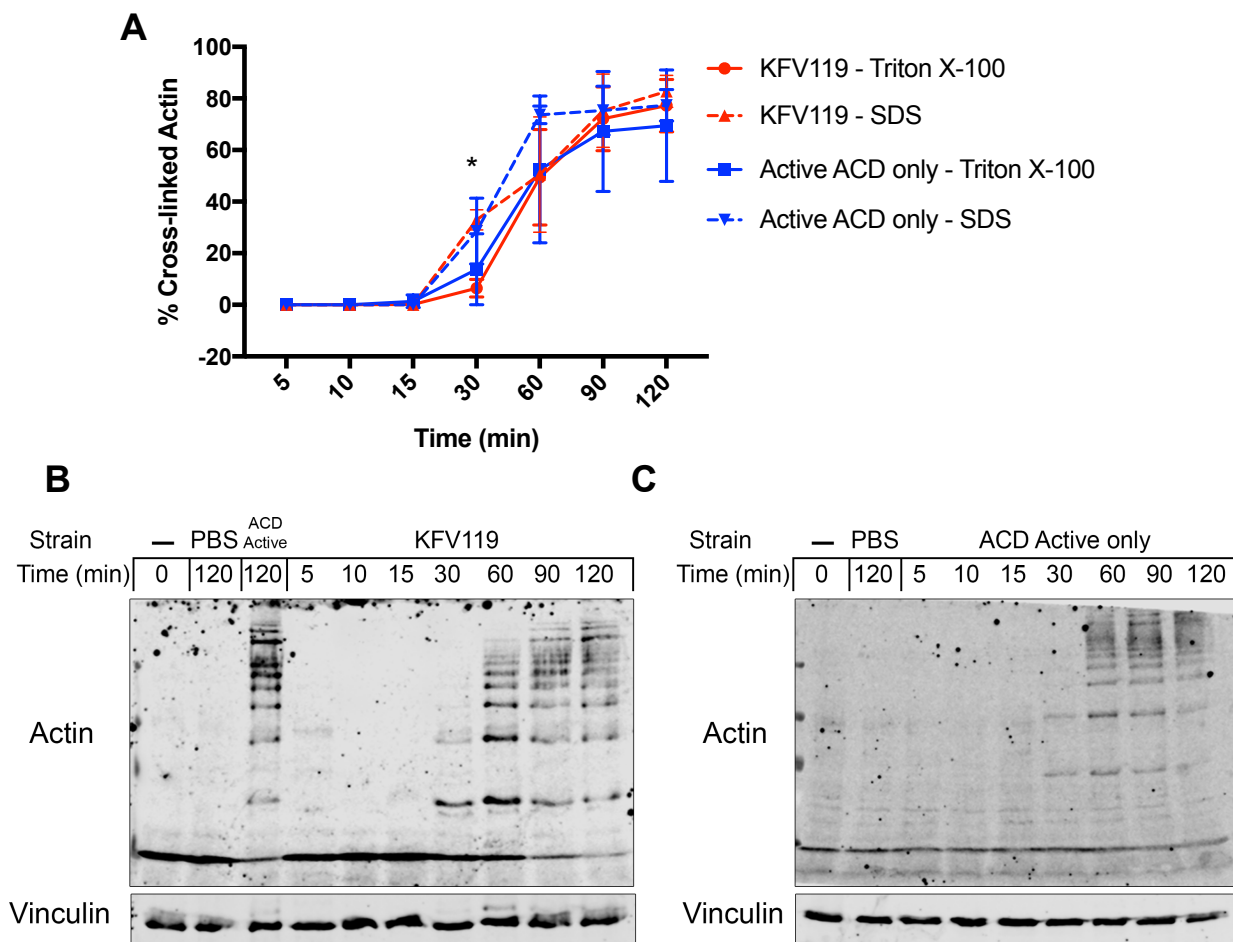 A
% Cross-linked Actin
100
80
60
40
20
0
-20
*
5 10 15 30 60 90 120
Time (min)
KFV119 - Triton X-100
KFV119 - SDS
Active ACD only - Triton X-100
Active ACD only - SDS
B
Strain – PBS ACD Active KFV119
Time (min) 0 120 120 5 10 15 30 60 90 120
Actin
Vinculin
C
Strain – PBS ACD Active only
Time (min) 0 120 5 10 15 30 60 90 120
Actin
Vinculin